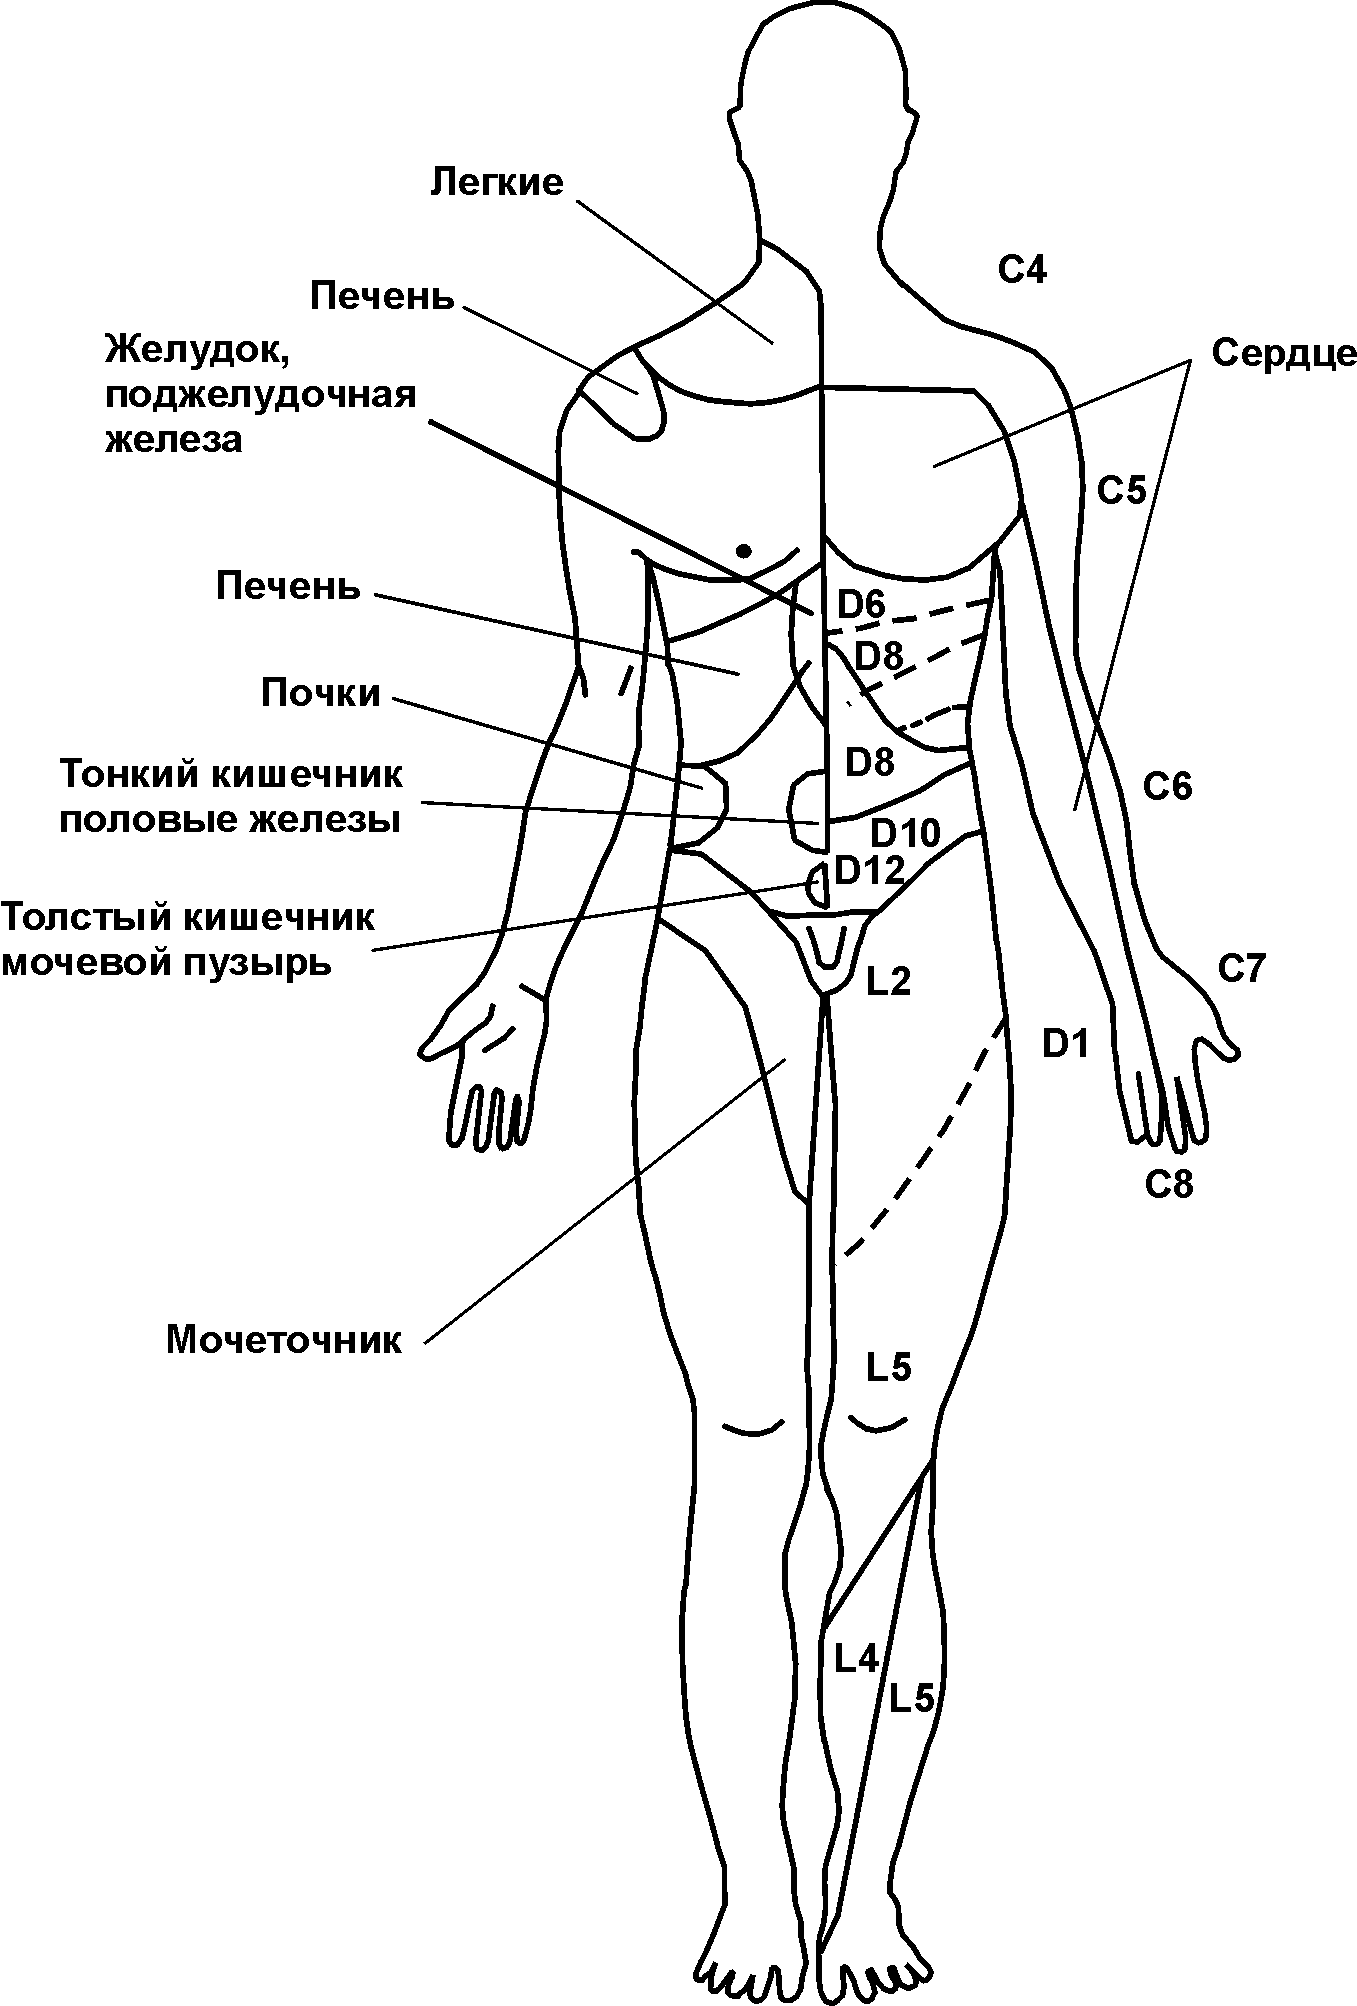 Легкие
C4
Печень
Желудок,
поджелудочная
железа
Сердце
C5
Печень
D6
D8
Почки
Тонкий кишечник
половые железы
D8
C6
D10
D12
Толстый кишечник
мочевой пузырь
L2
C7
D1
C8
Мочеточник
L5
L4
L5